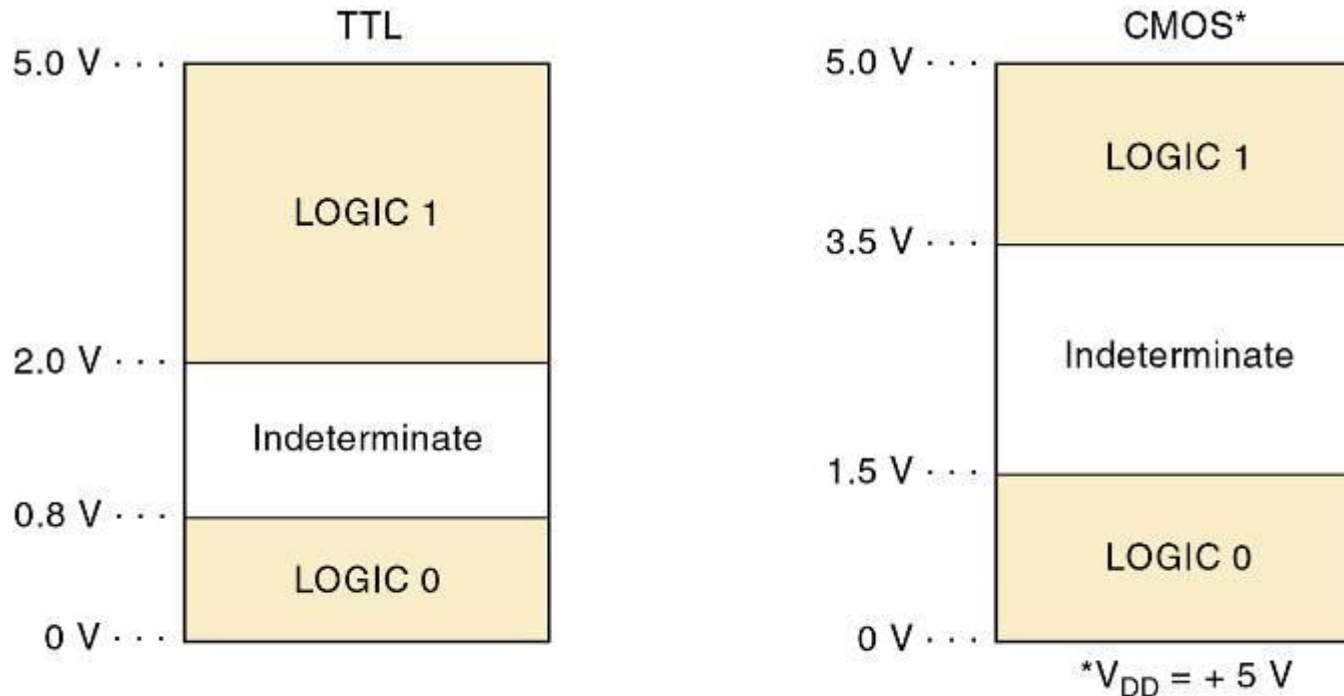 TTL
5.0 V · · ·
LOGIC 1
2.0 V · · ·
Indeterminate
0.8 V · · ·
LOGIC 0
0 V · · ·
CMOS*
5.0 V · · ·
LOGIC 1
3.5 V · · ·
Indeterminate
1.5 V · · ·
LOGIC 0
0 V · · ·
*VDD = + 5 V